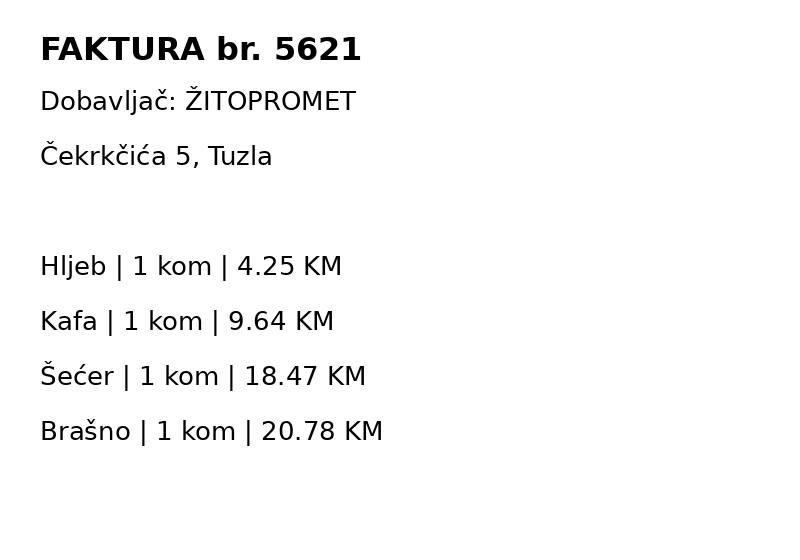 FAKTURA br. 5621
Dobavljač: ŽITOPROMET
Čekrkčića 5, Tuzla
Hljeb | 1 kom | 4.25 KM
Kafa | 1 kom | 9.64 KM
Šećer | 1 kom | 18.47 KM
Brašno | 1 kom | 20.78 KM